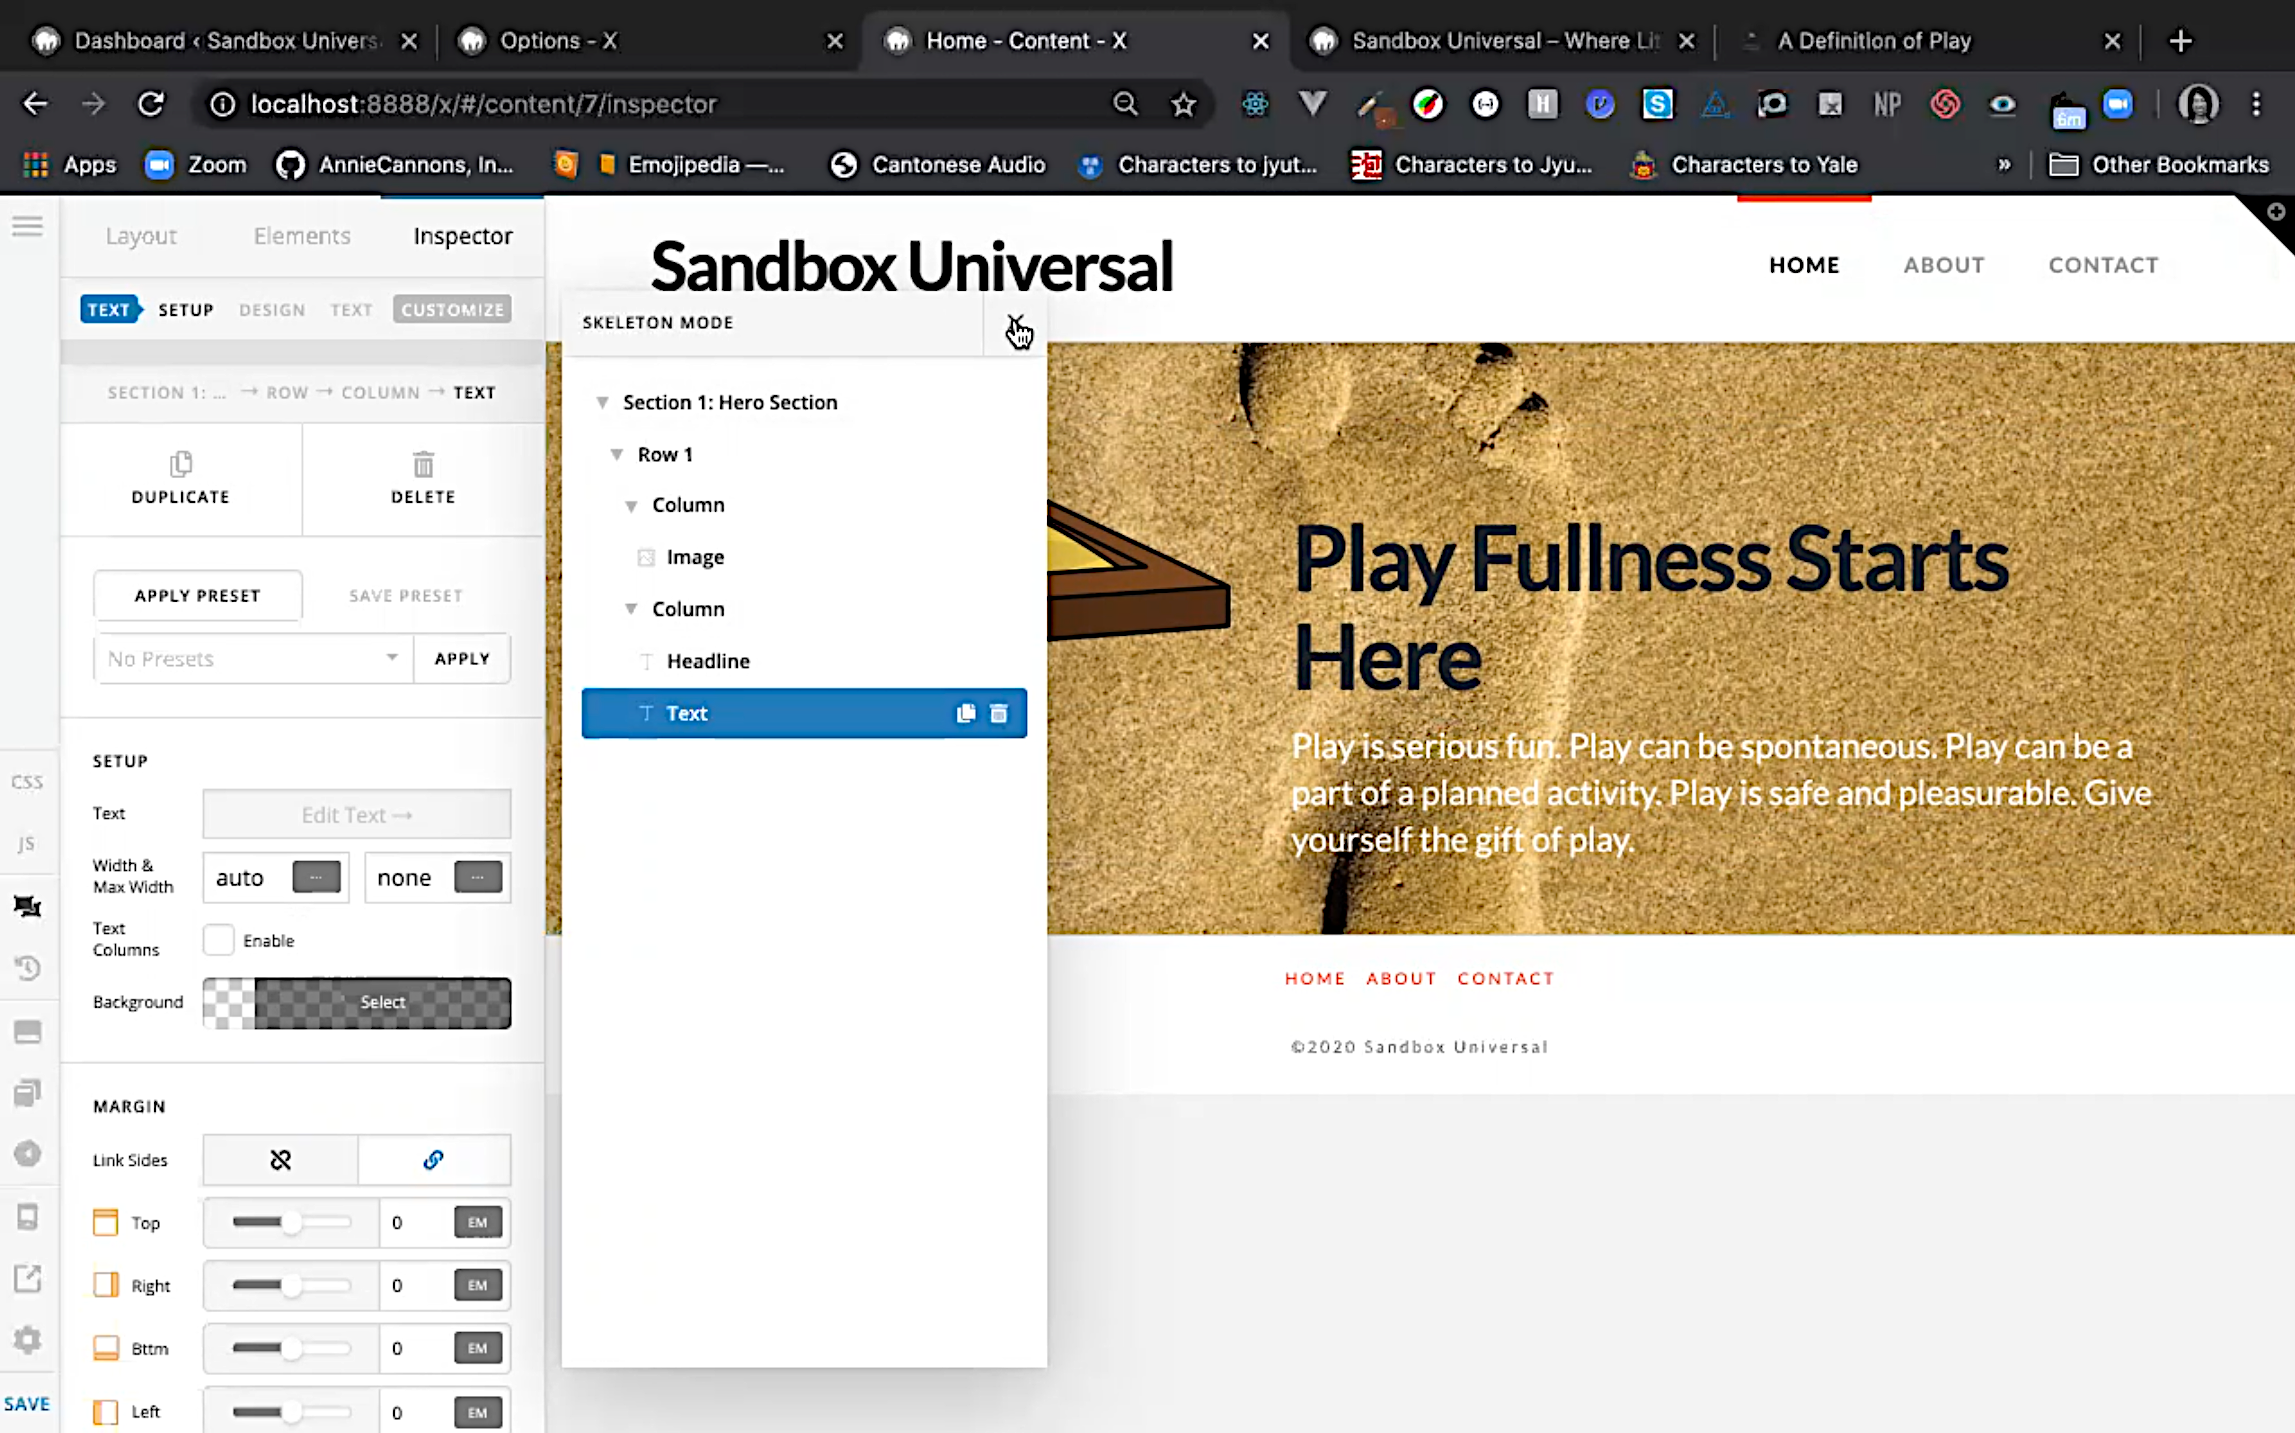 Dashboard ‹ Sandbox Univers
Options – X
Home – Content – X
Sandbox Universal – Where Lit
A Definition of Play
localhost:8888/x/#/content/7/inspector
NP
6m
Apps
Zoom
AnnieCannons, In...
Emojipedia —...
Cantonese Audio
Characters to jyut...
Characters to Jyu...
Characters to Yale
»
Other Bookmarks
Layout
Elements
Inspector
TEXT
SETUP
DESIGN
TEXT
CUSTOMIZE
SECTION 1: ... → ROW → COLUMN → TEXT
DUPLICATE
DELETE
APPLY PRESET
SAVE PRESET
No Presets
APPLY
SETUP
Text
Edit Text →
Width &
Max Width
auto
...
none
...
Text
Columns
Enable
Background
Select
MARGIN
Link Sides
Top
0
EM
Right
0
EM
Bttm
0
EM
Left
0
EM
CSS
JS
SAVE
SKELETON MODE
Section 1: Hero Section
Row 1
Column
Image
Column
Headline
Text
Sandbox Universal
HOME
ABOUT
CONTACT
Play Fullness Starts
Here
Play is serious fun. Play can be spontaneous. Play can be a
part of a planned activity. Play is safe and pleasurable. Give
yourself the gift of play.
HOME ABOUT CONTACT
©2020 Sandbox Universal